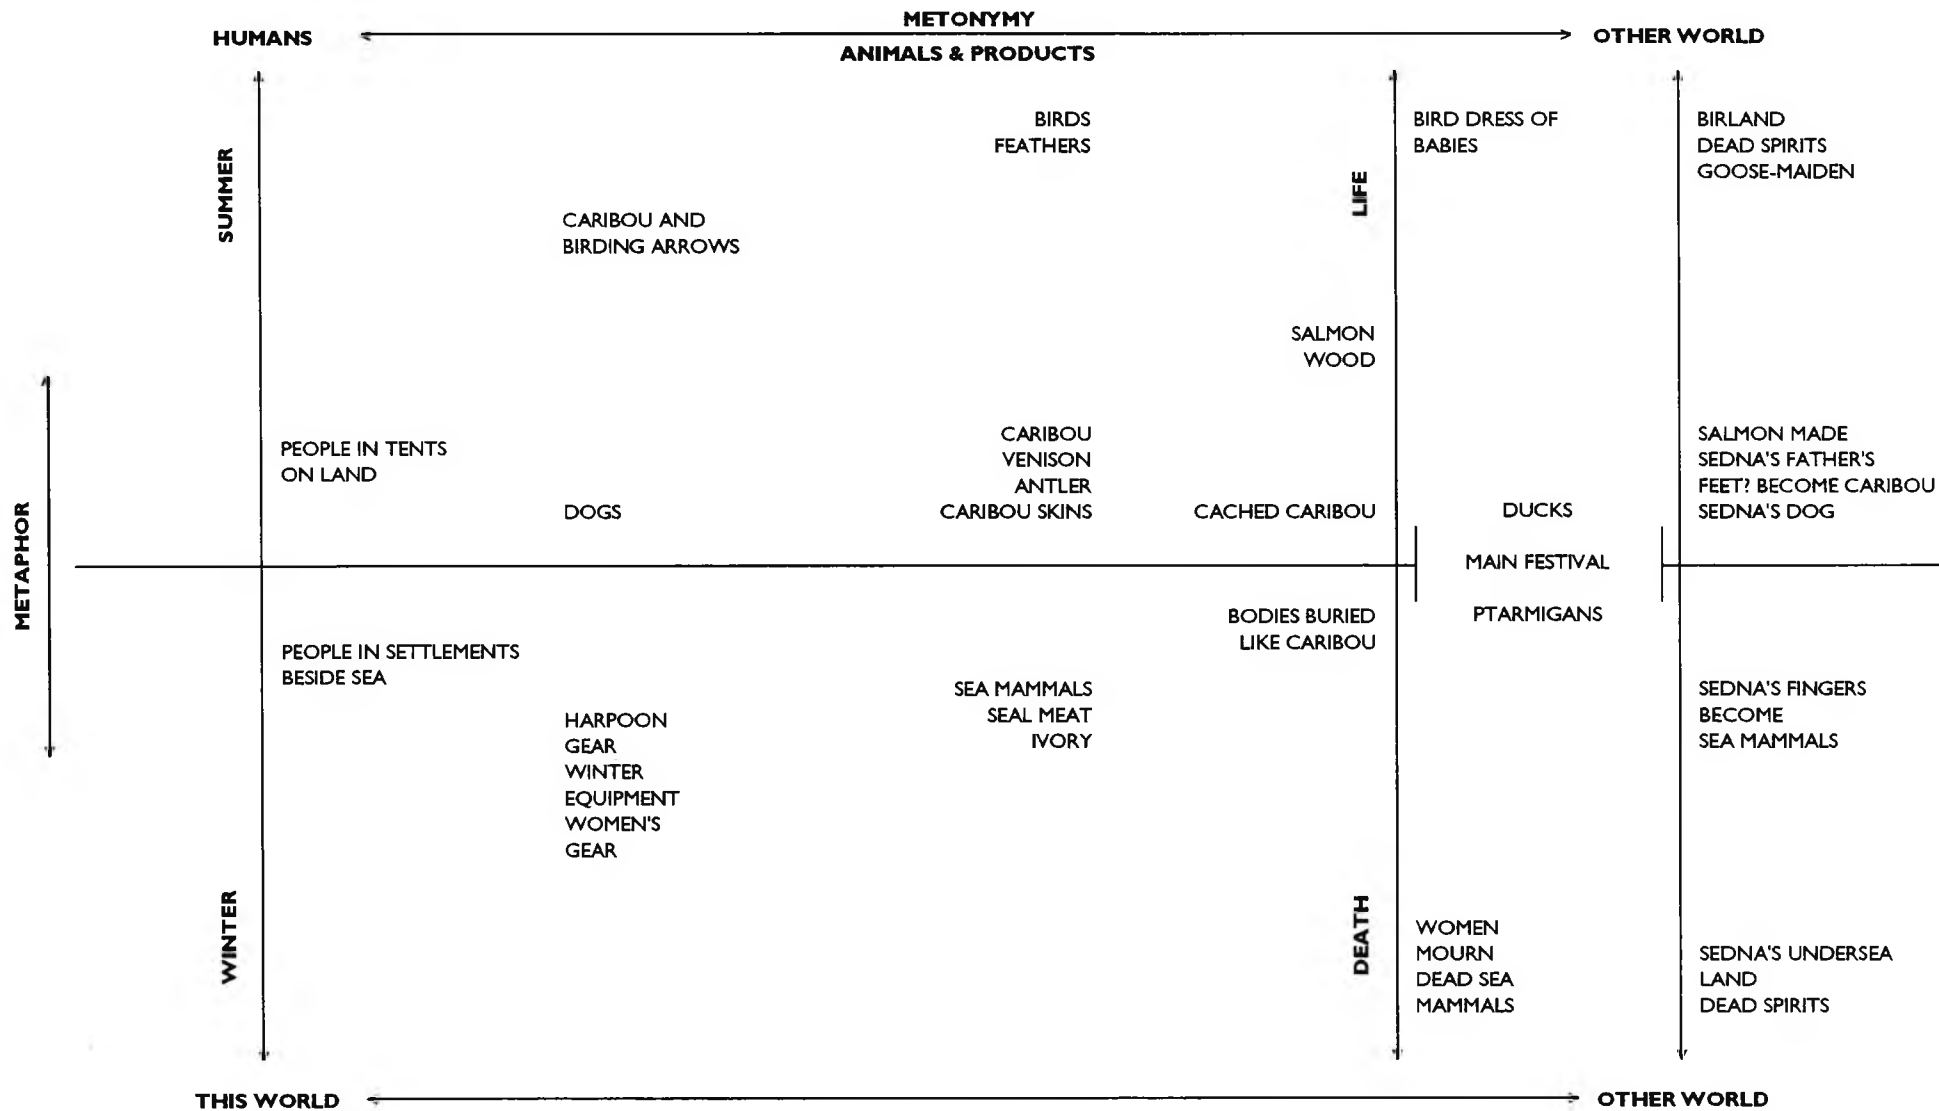 METONYMY
HUMANS
OTHER WORLD
ANIMALS & PRODUCTS
SUMMER
LIFE
BIRDS
FEATHERS
BIRD DRESS OF
BABIES
BIRLAND
DEAD SPIRITS
GOOSE-MAIDEN
CARIBOU AND
BIRDING ARROWS
SALMON
WOOD
METAPHOR
PEOPLE IN TENTS
ON LAND
DOGS
CARIBOU
VENISON
ANTLER
CARIBOU SKINS
CACHED CARIBOU
DUCKS
SALMON MADE
SEDNA'S FATHER'S
FEET? BECOME CARIBOU
SEDNA'S DOG
MAIN FESTIVAL
PTARMIGANS
BODIES BURIED
LIKE CARIBOU
PEOPLE IN SETTLEMENTS
BESIDE SEA
HARPOON
GEAR
WINTER
EQUIPMENT
WOMEN'S
GEAR
SEA MAMMALS
SEAL MEAT
IVORY
SEDNA'S FINGERS
BECOME
SEA MAMMALS
WINTER
DEATH
WOMEN
MOURN
DEAD SEA
MAMMALS
SEDNA'S UNDERSEA
LAND
DEAD SPIRITS
THIS WORLD
OTHER WORLD